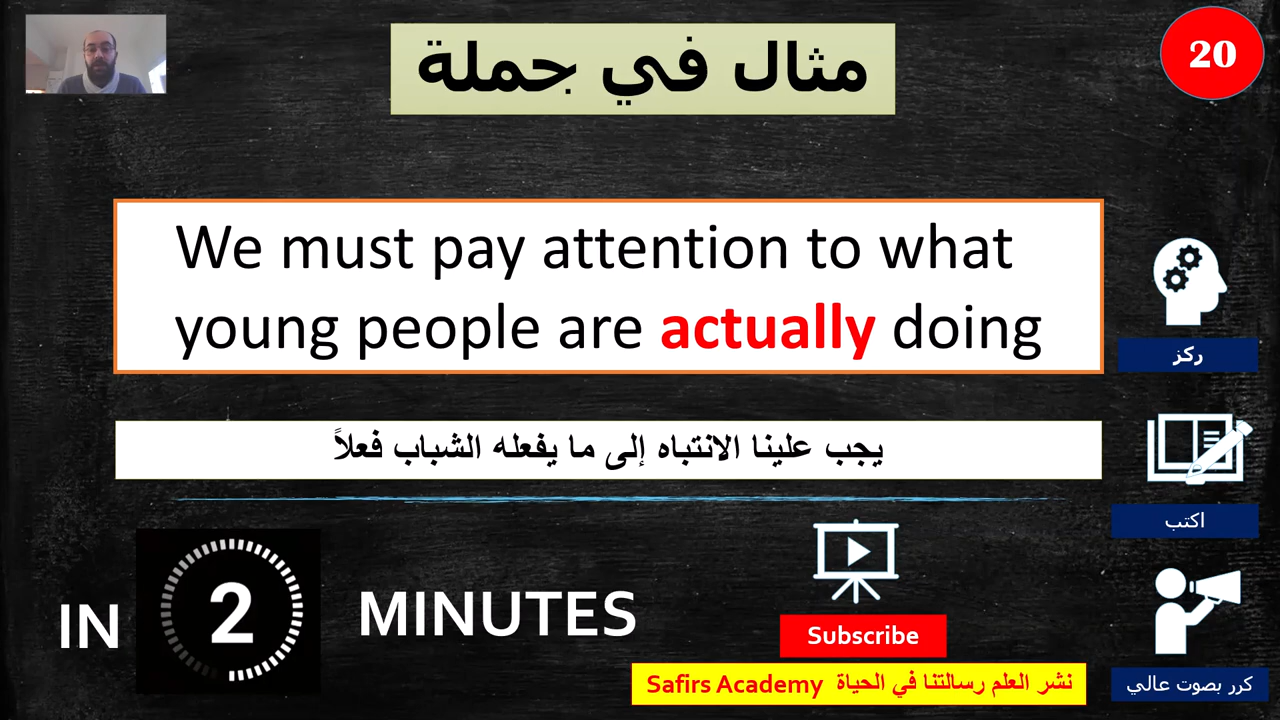 مثال في جملة
20
We must pay attention to what
young people are actually doing
ركز
يجب علينا الانتباه إلى ما يفعله الشباب فعلاً
اكتب
IN 2 MINUTES
Subscribe
نشر العلم رسالتنا في الحياة Safirs Academy
كرر بصوت عالي